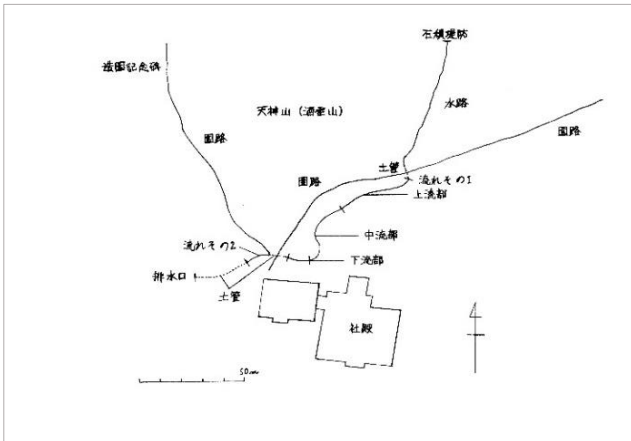 石積堤防
造園記念碑
水路
天神山（酒垂山）
園路
園路
土管
園路
流れその1
上流部
中流部
流れその2
下流部
排水口
土管
社殿
50m